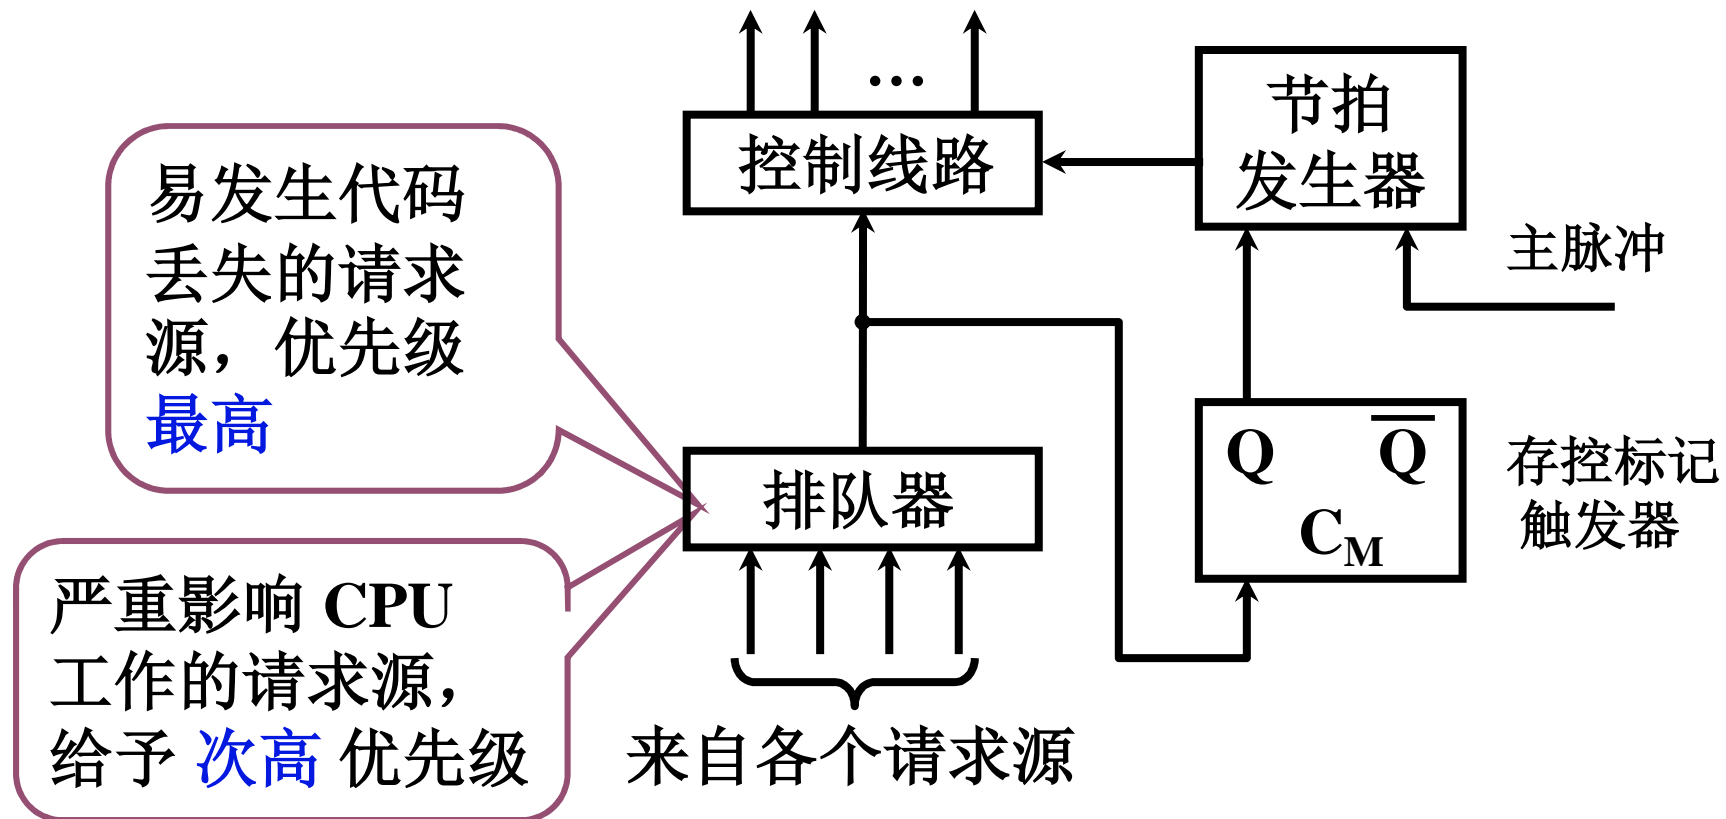 …
控制线路
节拍
发生器
主脉冲
易发生代码
丢失的请求
源，优先级
最高
排队器
Q Q̅
C_M
存控标记
触发器
严重影响 CPU
工作的请求源，
给予 次高 优先级
来自各个请求源